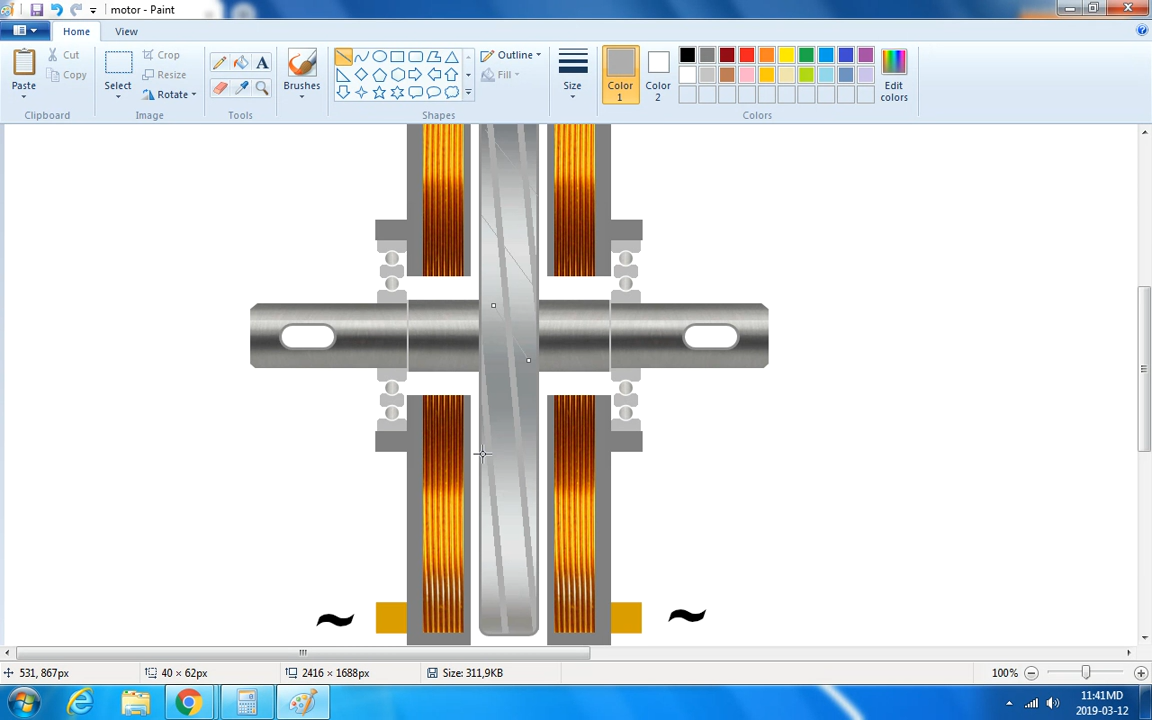 motor - Paint
Home
View
Paste
Cut
Copy
Clipboard
Select
Crop
Resize
Rotate
Image
A
Tools
Brushes
Outline
Fill
Shapes
Size
Color
1
Color
2
Edit
colors
Colors
~
~
531, 867px
40 × 62px
2416 × 1688px
Size: 311,9KB
100%
11:41MD
2019-03-12